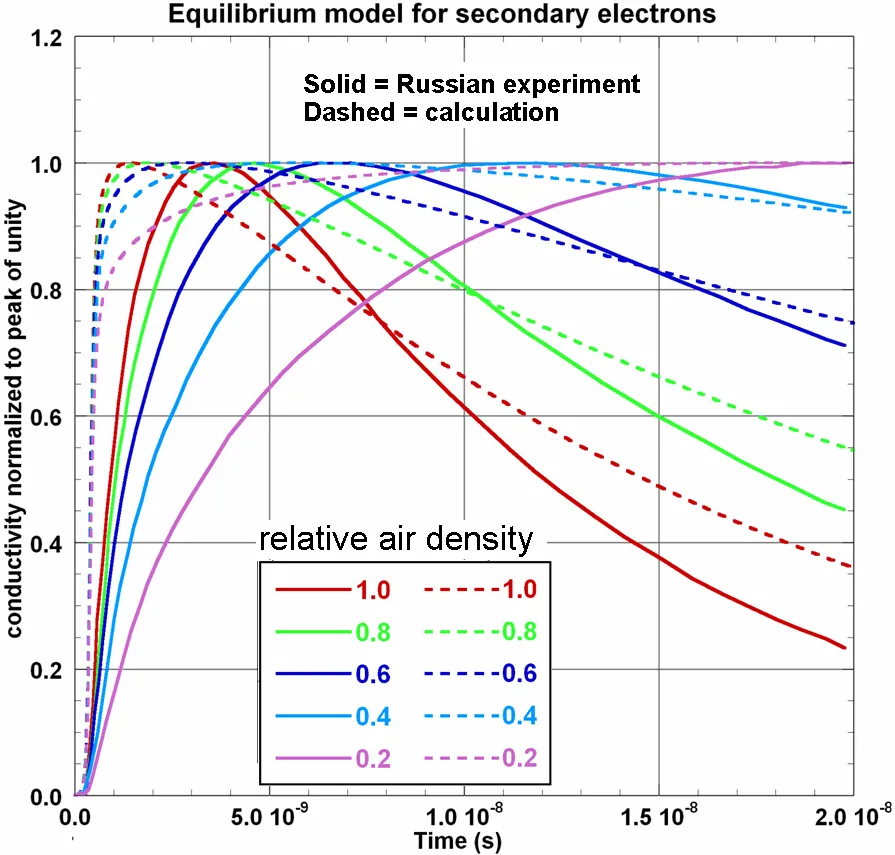 Equilibrium model for secondary electrons
Solid = Russian experiment
Dashed = calculation
conductivity normalized to peak of unity
1.2
1.0
0.8
0.6
0.4
0.2
0.0
relative air density
1.0 1.0
0.8 0.8
0.6 0.6
0.4 0.4
0.2 0.2
0.0 5.0 10⁻⁹ 1.0 10⁻⁸ 1.5 10⁻⁸ 2.0 10⁻⁸
Time (s)